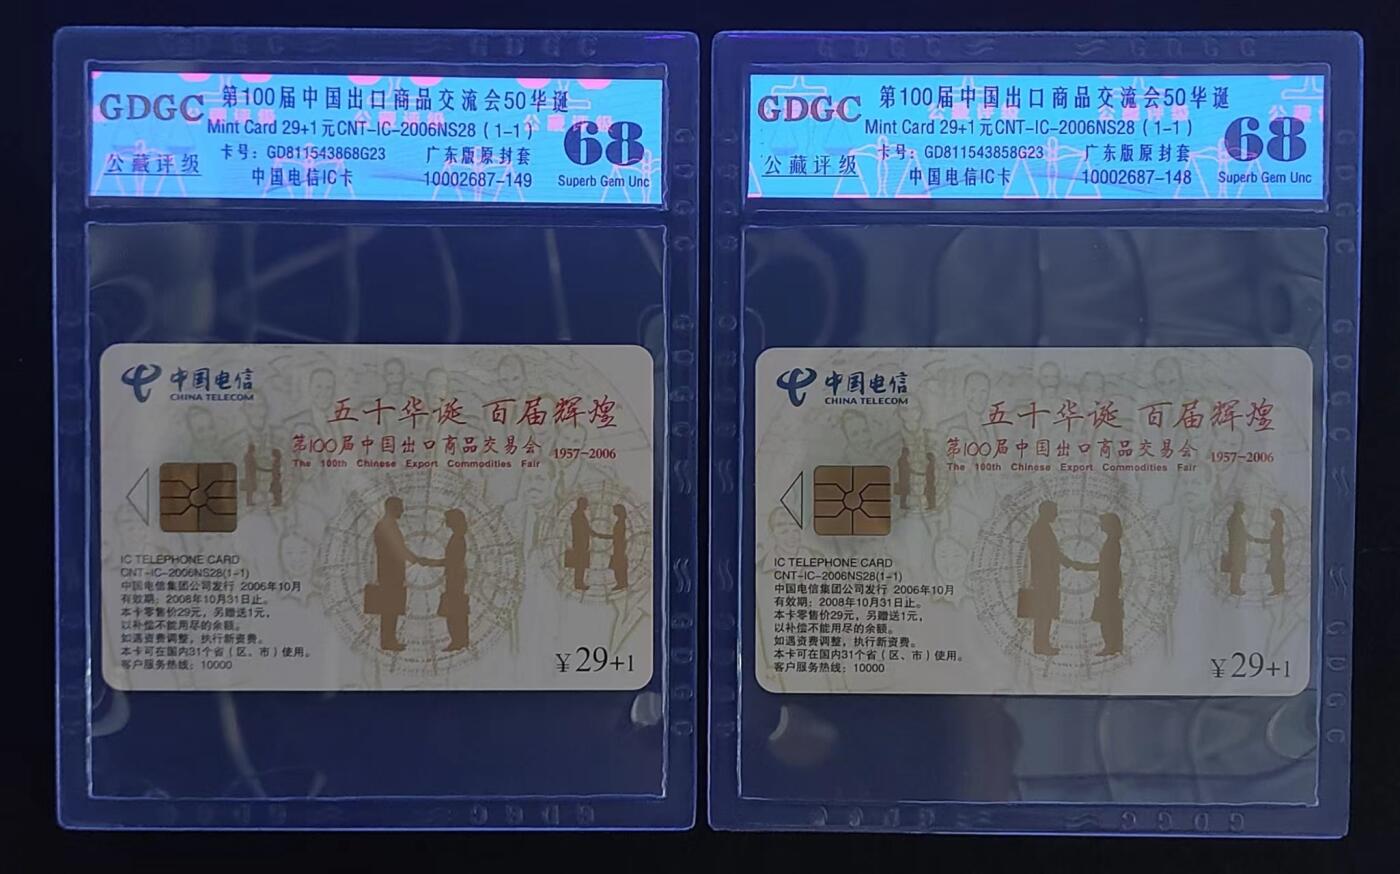 GDGC
第100届中国出口商品交流会50华诞
Mint Card 29+1元CNT-IC-2006NS28（1-1）
68
公藏评级
卡号：GD811543868G23
广东版原封套
中国电信IC卡
10002687-149
Superb Gem Unc
中国电信
CHINA TELECOM
五十华诞 百届辉煌
第100届中国出口商品交易会
1957-2006
The 100th Chinese Export Commodities Fair
IC TELEPHONE CARD
CNT-IC-2006NS28(1-1)
中国电信集团公司发行 2006年10月
有效期：2008年10月31日止。
本卡零售价29元，另赠送1元，
以补偿不能用尽的余额。
如遇资费调整，执行新资费。
本卡可在国内31个省（区、市）使用。
客户服务热线：10000
¥29+1
GDGC
第100届中国出口商品交流会50华诞
Mint Card 29+1元CNT-IC-2006NS28（1-1）
68
公藏评级
卡号：GD811543858G23
广东版原封套
中国电信IC卡
10002687-148
Superb Gem Unc
中国电信
CHINA TELECOM
五十华诞 百届辉煌
第100届中国出口商品交易会
1957-2006
The 100th Chinese Export Commodities Fair
IC TELEPHONE CARD
CNT-IC-2006NS28(1-1)
中国电信集团公司发行 2006年10月
有效期：2008年10月31日止。
本卡零售价29元，另赠送1元，
以补偿不能用尽的余额。
如遇资费调整，执行新资费。
本卡可在国内31个省（区、市）使用。
客户服务热线：10000
¥29+1